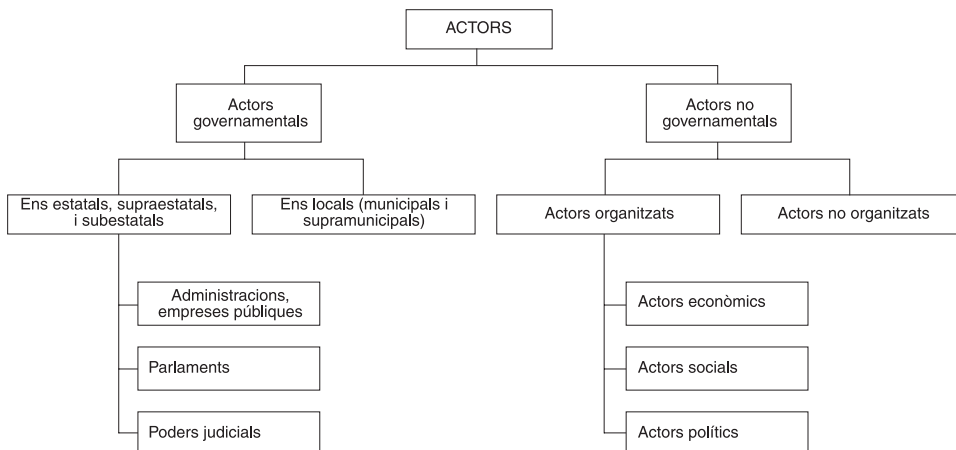 ACTORS
Actors
governamentals
Actors no
governamentals
Ens estatals, supraestatals,
i subestatals
Ens locals (municipals i
supramunicipals)
Actors organitzats
Actors no organitzats
Administracions,
empreses públiques
Actors econòmics
Parlaments
Actors socials
Poders judicials
Actors polítics